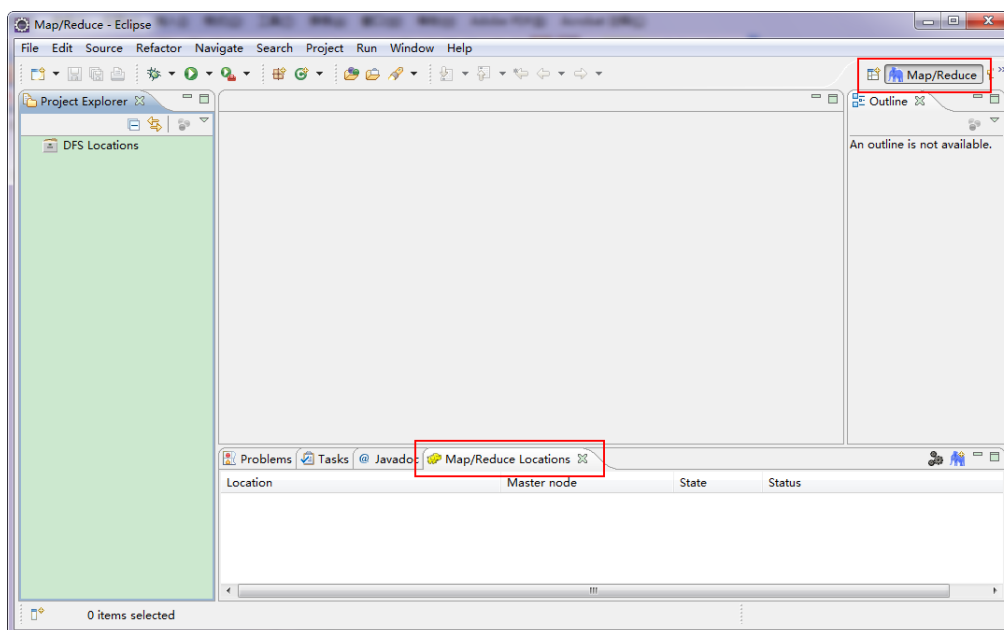 Map/Reduce - Eclipse
File Edit Source Refactor Navigate Search Project Run Window Help
Map/Reduce
Project Explorer
Outline
DFS Locations
An outline is not available.
Problems Tasks @ Javadoc Map/Reduce Locations
Location Master node State Status
0 items selected